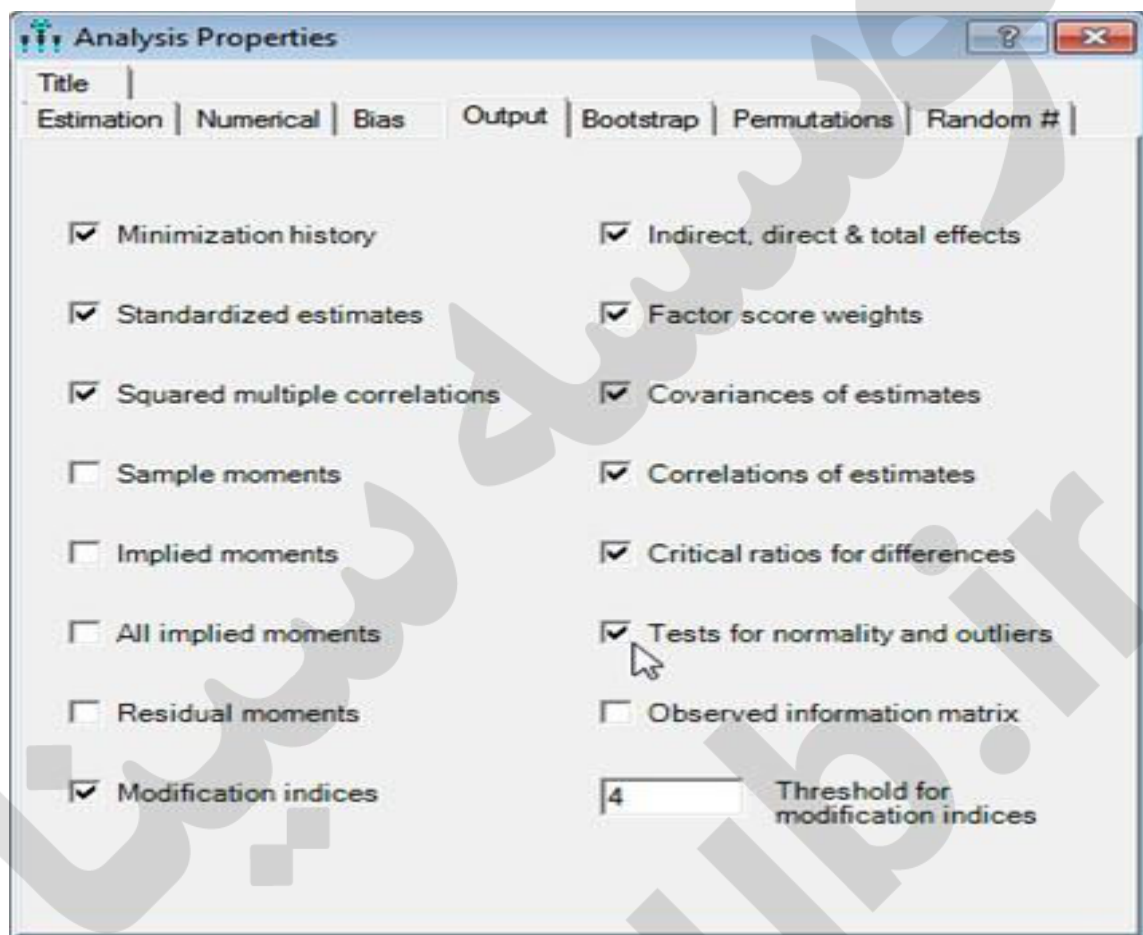 Analysis Properties
Title
Estimation Numerical Bias Output Bootstrap Permutations Random #
Minimization history
Indirect, direct & total effects
Standardized estimates
Factor score weights
Squared multiple correlations
Covariances of estimates
Sample moments
Correlations of estimates
Implied moments
Critical ratios for differences
All implied moments
Tests for normality and outliers
Residual moments
Observed information matrix
Modification indices
4
Threshold for
modification indices